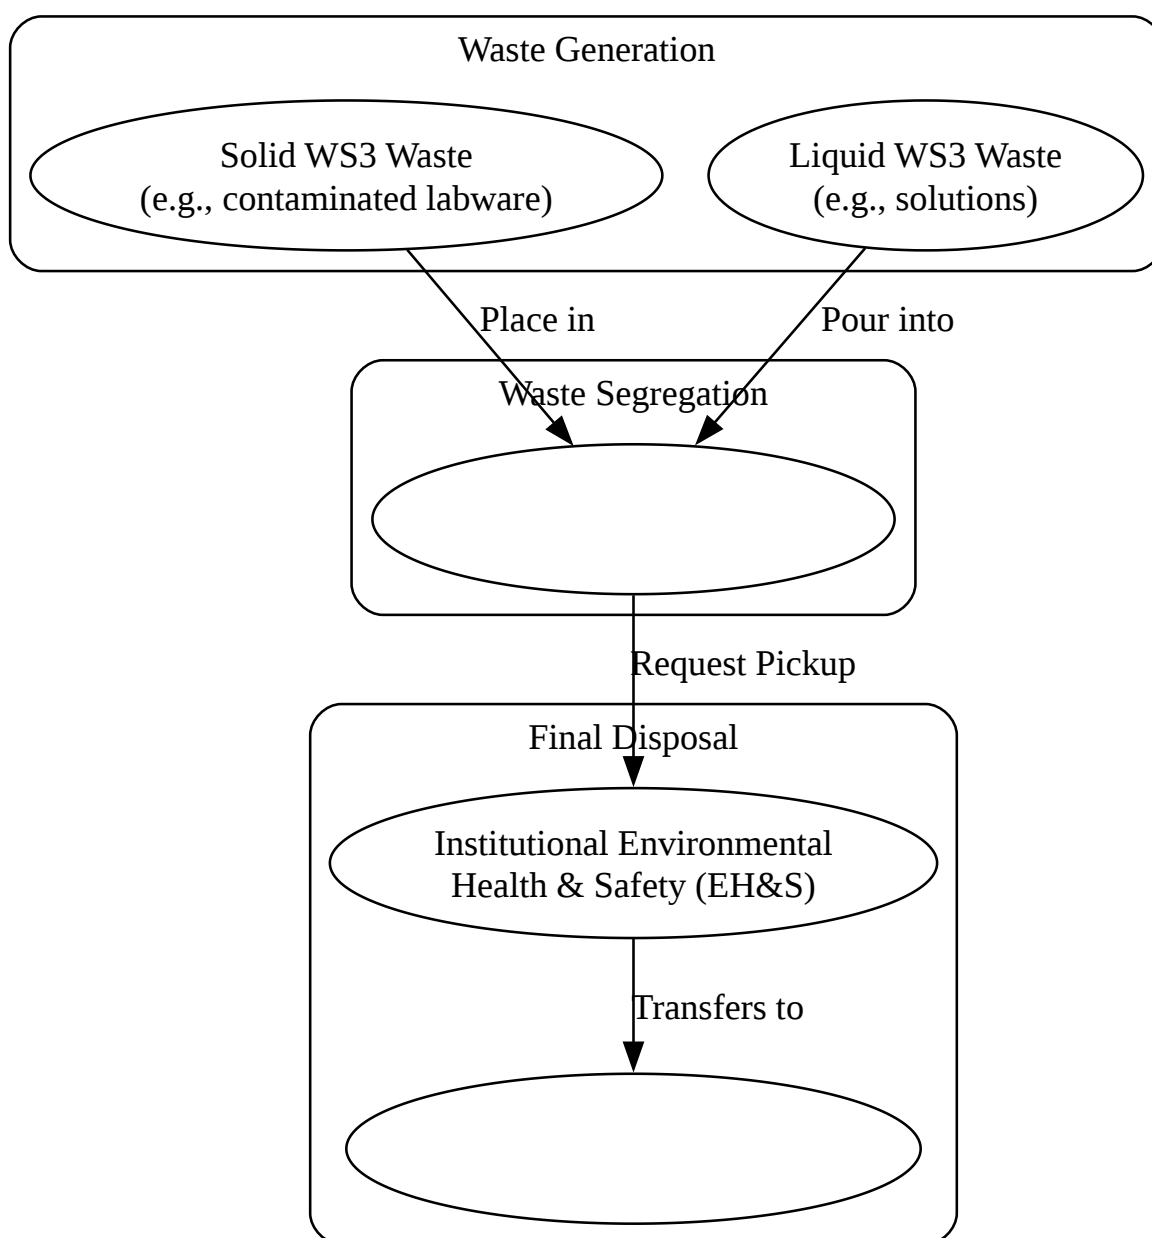 Waste Generation
Solid WS3 Waste
(e.g., contaminated labware)
Liquid WS3 Waste
(e.g., solutions)
Place in
Pour into
Waste Segregation
Request Pickup
Final Disposal
Institutional Environmental
Health & Safety (EH&S)
Transfers to